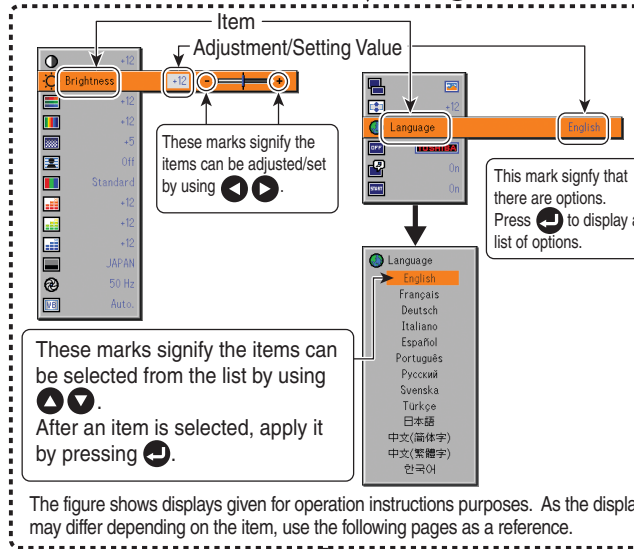 Item
Adjustment/Setting Value
+12
Brightness
+12
+12
+12
+5
Off
Standard
+12
+12
+12
JAPAN
50 Hz
VB Auto.
These marks signify the
items can be adjusted/set
by using .
+12
Language English
OFF TOSHIBA
On
START On
This mark signfy that
there are options.
Press to display a
list of options.
Language
English
Français
Deutsch
Italiano
Español
Português
Русский
Svenska
Türkçe
日本語
中文(简体字)
中文(繁體字)
한국어
These marks signify the items can
be selected from the list by using
.
After an item is selected, apply it
by pressing .
The figure shows displays given for operation instructions purposes. As the displa
may differ depending on the item, use the following pages as a reference.